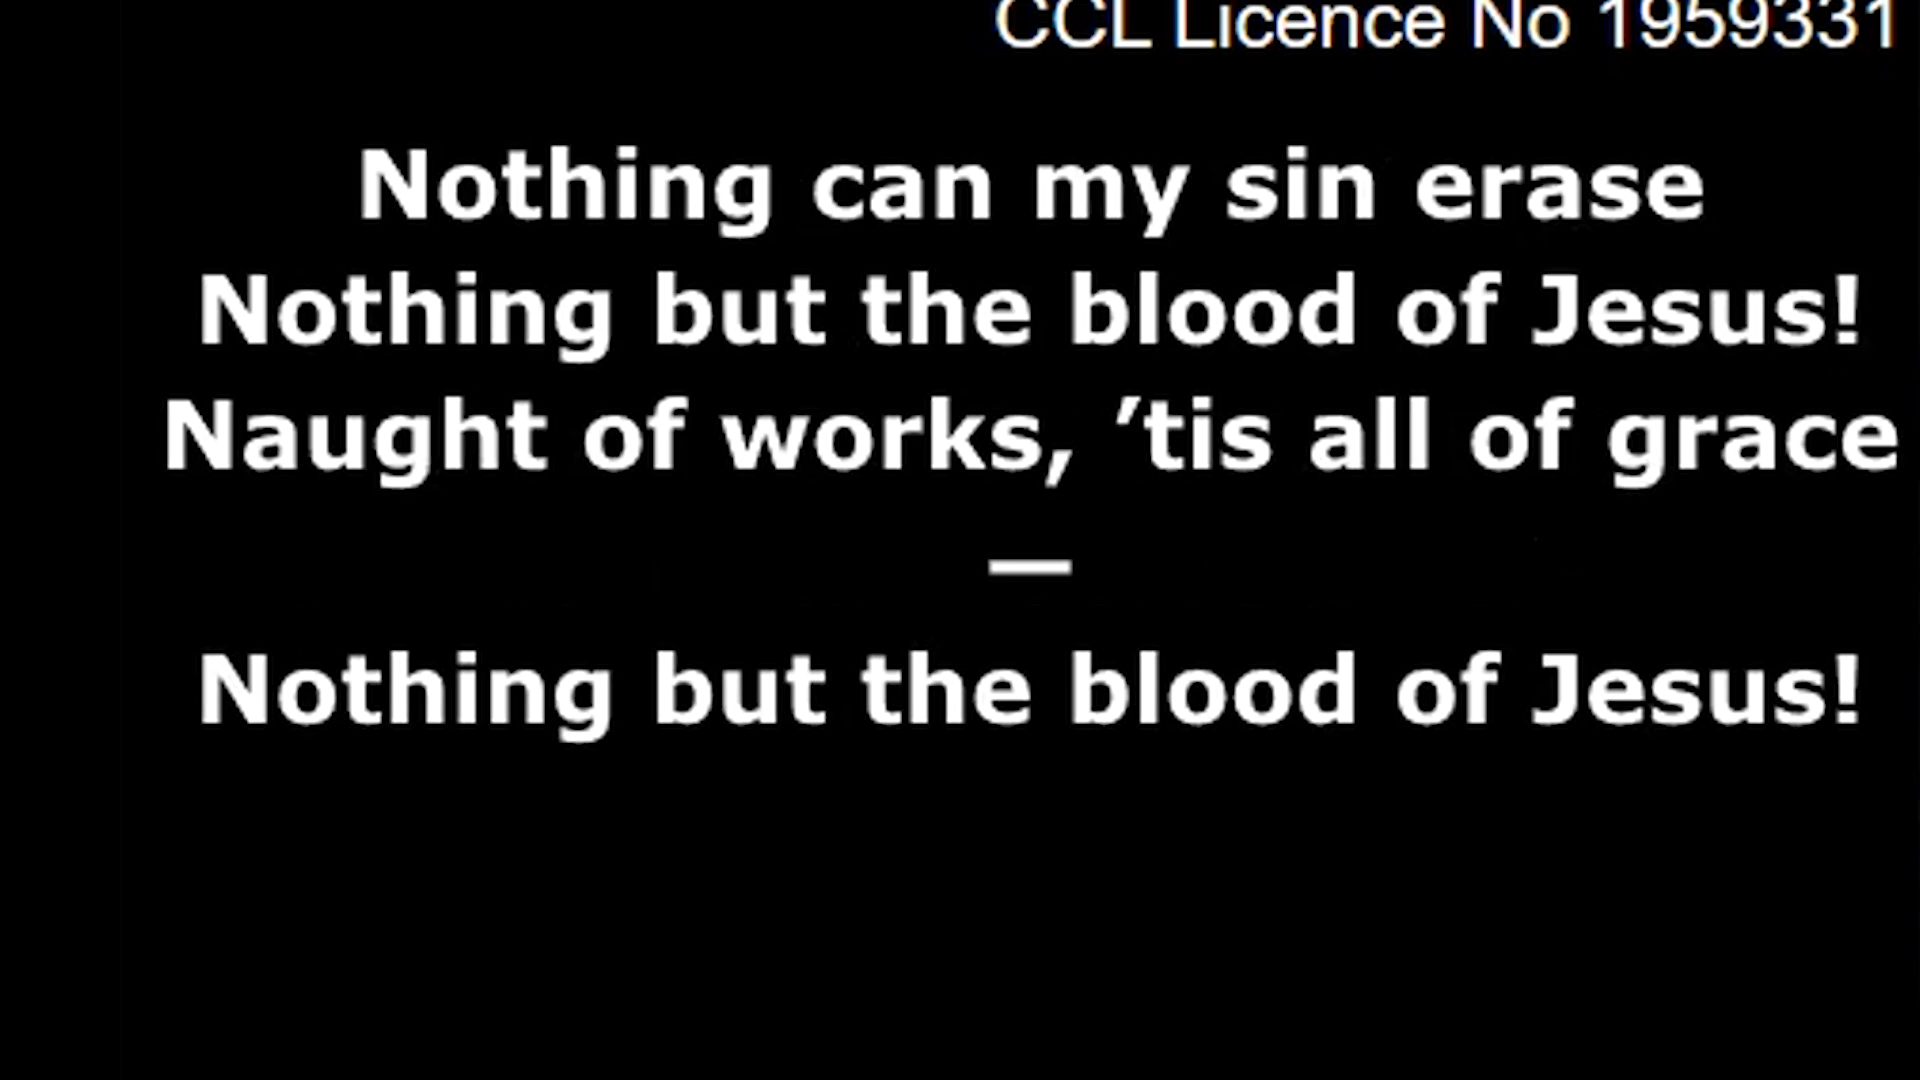 CCL Licence No 1959331
Nothing can my sin erase
Nothing but the blood of Jesus!
Naught of works, ’tis all of grace
—
Nothing but the blood of Jesus!